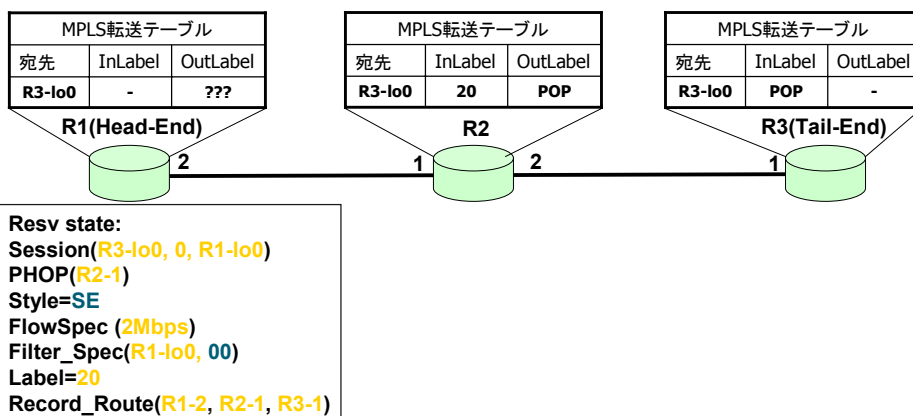 MPLS転送テーブル
宛先 InLabel OutLabel
R3-lo0 - ???
MPLS転送テーブル
宛先 InLabel OutLabel
R3-lo0 20 POP
MPLS転送テーブル
宛先 InLabel OutLabel
R3-lo0 POP -
R1(Head-End)
R2
R3(Tail-End)
2
1
2
1
Resv state:
Session(R3-lo0, 0, R1-lo0)
PHOP(R2-1)
Style=SE
FlowSpec (2Mbps)
Filter_Spec(R1-lo0, 00)
Label=20
Record_Route(R1-2, R2-1, R3-1)